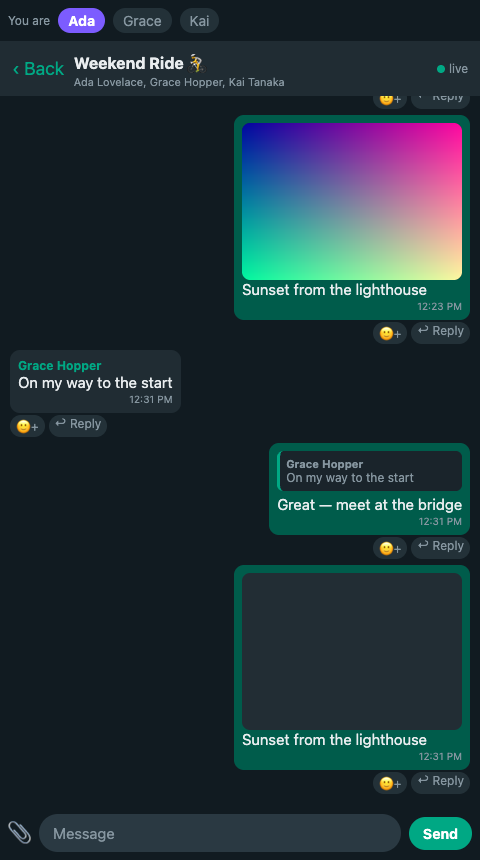 You are Ada Grace Kai
‹ Back
Weekend Ride 🚴
Ada Lovelace, Grace Hopper, Kai Tanaka
live
🙂+ ↩ Reply
Sunset from the lighthouse
12:23 PM
🙂+ ↩ Reply
Grace Hopper
On my way to the start
12:31 PM
🙂+ ↩ Reply
Grace Hopper
On my way to the start
Great — meet at the bridge
12:31 PM
🙂+ ↩ Reply
Sunset from the lighthouse
12:31 PM
🙂+ ↩ Reply
Message
Send